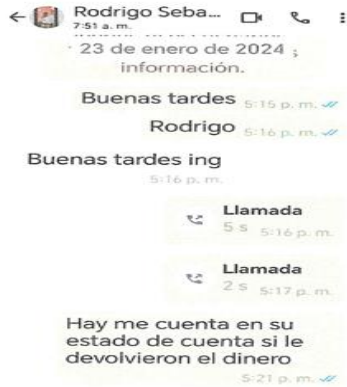 Rodrigo Seba...
7:51 a. m.
23 de enero de 2024
información.
Buenas tardes 5:15 p. m.
Rodrigo 5:16 p. m.
Buenas tardes ing
5:16 p. m.
Llamada
5 s 5:16 p. m.
Llamada
2 s 5:17 p. m.
Hay me cuenta en su
estado de cuenta si le
devolvieron el dinero
5:21 p. m.